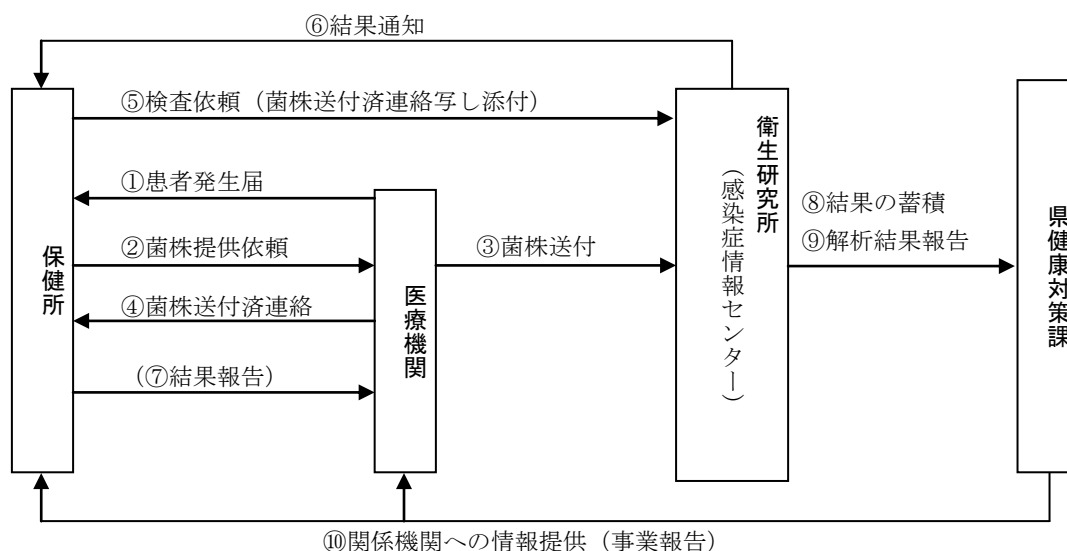 ⑥結果通知
⑤検査依頼（菌株送付済連絡写し添付）
①患者発生届
②菌株提供依頼
③菌株送付
④菌株送付済連絡
（⑦結果報告）
保健所
医療機関
衛生研究所
（感染症情報センター）
⑧結果の蓄積
⑨解析結果報告
県健康対策課
⑩関係機関への情報提供（事業報告）